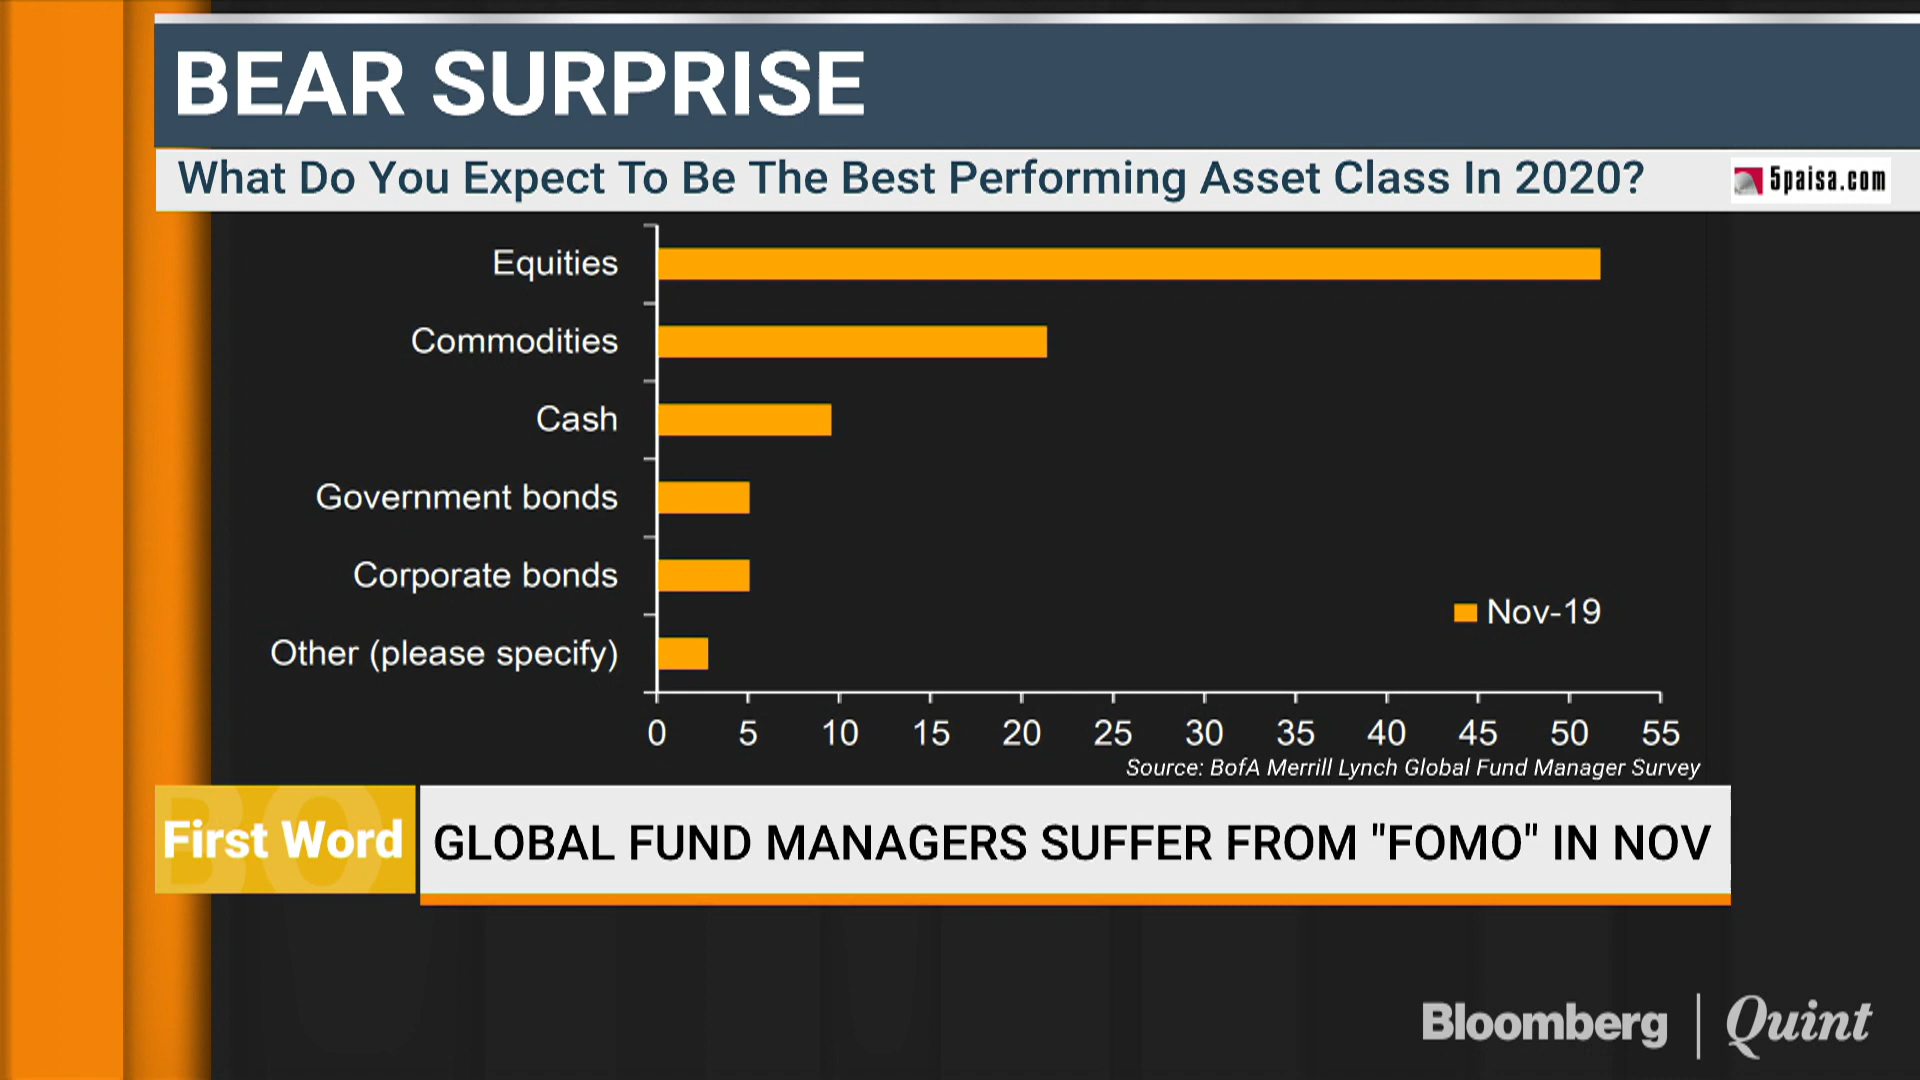 BEAR SURPRISE
What Do You Expect To Be The Best Performing Asset Class In 2020?
5paisa.com
Equities
Commodities
Cash
Government bonds
Corporate bonds
Nov-19
Other (please specify)
0 5 10 15 20 25 30 35 40 45 50 55
Source: BofA Merrill Lynch Global Fund Manager Survey
First Word
GLOBAL FUND MANAGERS SUFFER FROM "FOMO" IN NOV
Bloomberg | Quint